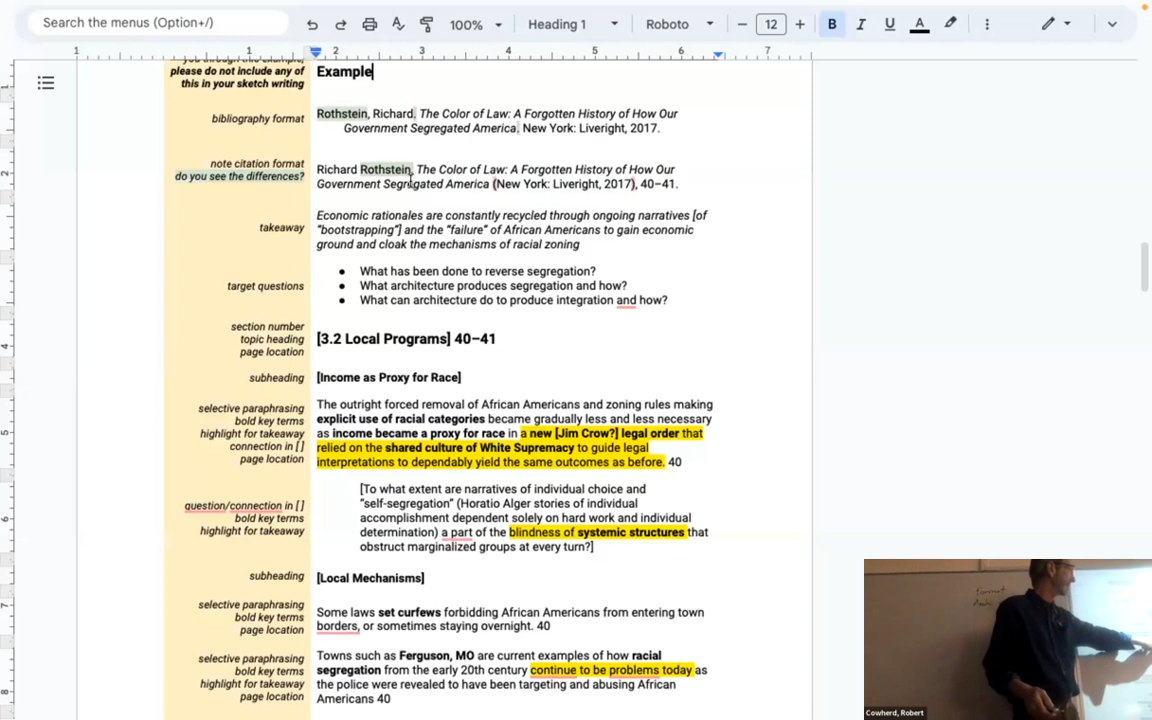 Search the menus (Option+/)
100%
Heading 1
Roboto
12
B I U A
1 1 2 3 4 5 6 7
please do not include any of
this in your sketch writing
Example
bibliography format
Rothstein, Richard. The Color of Law: A Forgotten History of How Our
Government Segregated America. New York: Liveright, 2017.
note citation format
do you see the differences?
Richard Rothstein, The Color of Law: A Forgotten History of How Our
Government Segregated America (New York: Liveright, 2017), 40–41.
takeaway
Economic rationales are constantly recycled through ongoing narratives [of
“bootstrapping”] and the “failure” of African Americans to gain economic
ground and cloak the mechanisms of racial zoning
target questions
● What has been done to reverse segregation?
● What architecture produces segregation and how?
● What can architecture do to produce integration and how?
section number
topic heading
page location
[3.2 Local Programs] 40–41
subheading
[Income as Proxy for Race]
selective paraphrasing
bold key terms
highlight for takeaway
connection in [ ]
page location
The outright forced removal of African Americans and zoning rules making
explicit use of racial categories became gradually less and less necessary
as income became a proxy for race in a new [Jim Crow?] legal order that
relied on the shared culture of White Supremacy to guide legal
interpretations to dependably yield the same outcomes as before. 40
question/connection in [ ]
bold key terms
highlight for takeaway
[To what extent are narratives of individual choice and
“self-segregation” (Horatio Alger stories of individual
accomplishment dependent solely on hard work and individual
determination) a part of the blindness of systemic structures that
obstruct marginalized groups at every turn?]
subheading
[Local Mechanisms]
selective paraphrasing
bold key terms
page location
Some laws set curfews forbidding African Americans from entering town
borders, or sometimes staying overnight. 40
selective paraphrasing
bold key terms
highlight for takeaway
page location
Towns such as Ferguson, MO are current examples of how racial
segregation from the early 20th century continue to be problems today as
the police were revealed to have been targeting and abusing African
Americans 40
1
2
3
4
5
6
7
8
Cowherd, Robert